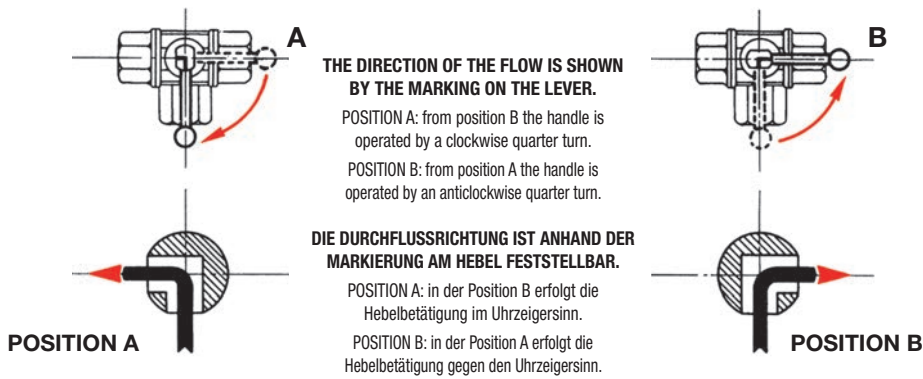 A
B
THE DIRECTION OF THE FLOW IS SHOWN
BY THE MARKING ON THE LEVER.
POSITION A: from position B the handle is
operated by a clockwise quarter turn.
POSITION B: from position A the handle is
operated by an anticlockwise quarter turn.
DIE DURCHFLUSSRICHTUNG IST ANHAND DER
MARKIERUNG AM HEBEL FESTSTELLBAR.
POSITION A: in der Position B erfolgt die
Hebelbetätigung im Uhrzeigersinn.
POSITION B: in der Position A erfolgt die
Hebelbetätigung gegen den Uhrzeigersinn.
POSITION A
POSITION B